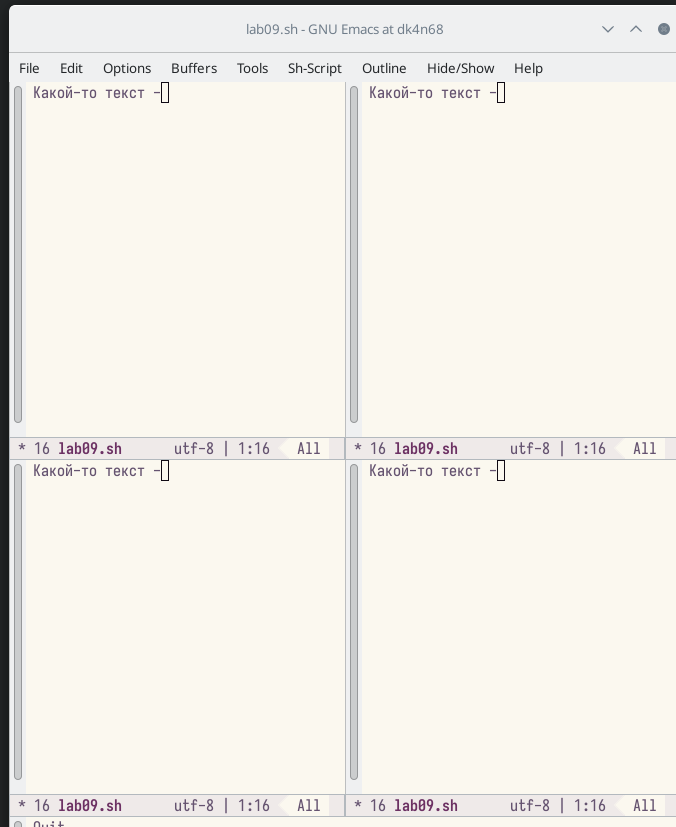 lab09.sh - GNU Emacs at dk4n68
File Edit Options Buffers Tools Sh-Script Outline Hide/Show Help
Какой-то текст - Какой-то текст -
* 16 lab09.sh utf-8 | 1:16 All * 16 lab09.sh utf-8 | 1:16 All
Какой-то текст - Какой-то текст -
* 16 lab09.sh utf-8 | 1:16 All * 16 lab09.sh utf-8 | 1:16 All
Quit